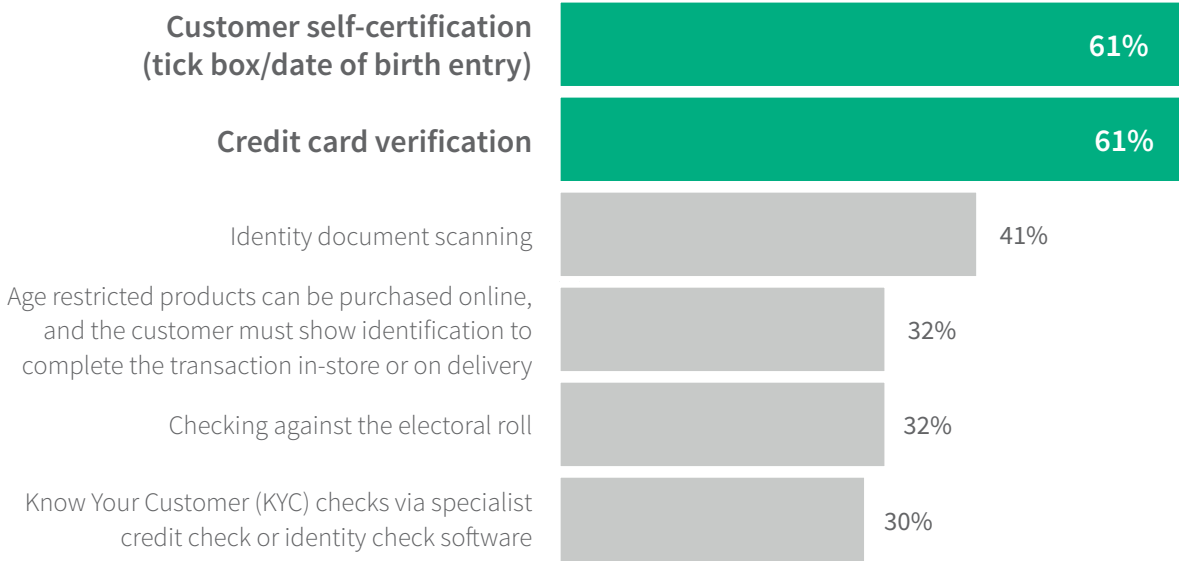 Customer self-certification
(tick box/date of birth entry)
61%
Credit card verification
61%
Identity document scanning
41%
Age restricted products can be purchased online,
and the customer must show identification to
complete the transaction in-store or on delivery
32%
Checking against the electoral roll
32%
Know Your Customer (KYC) checks via specialist
credit check or identity check software
30%